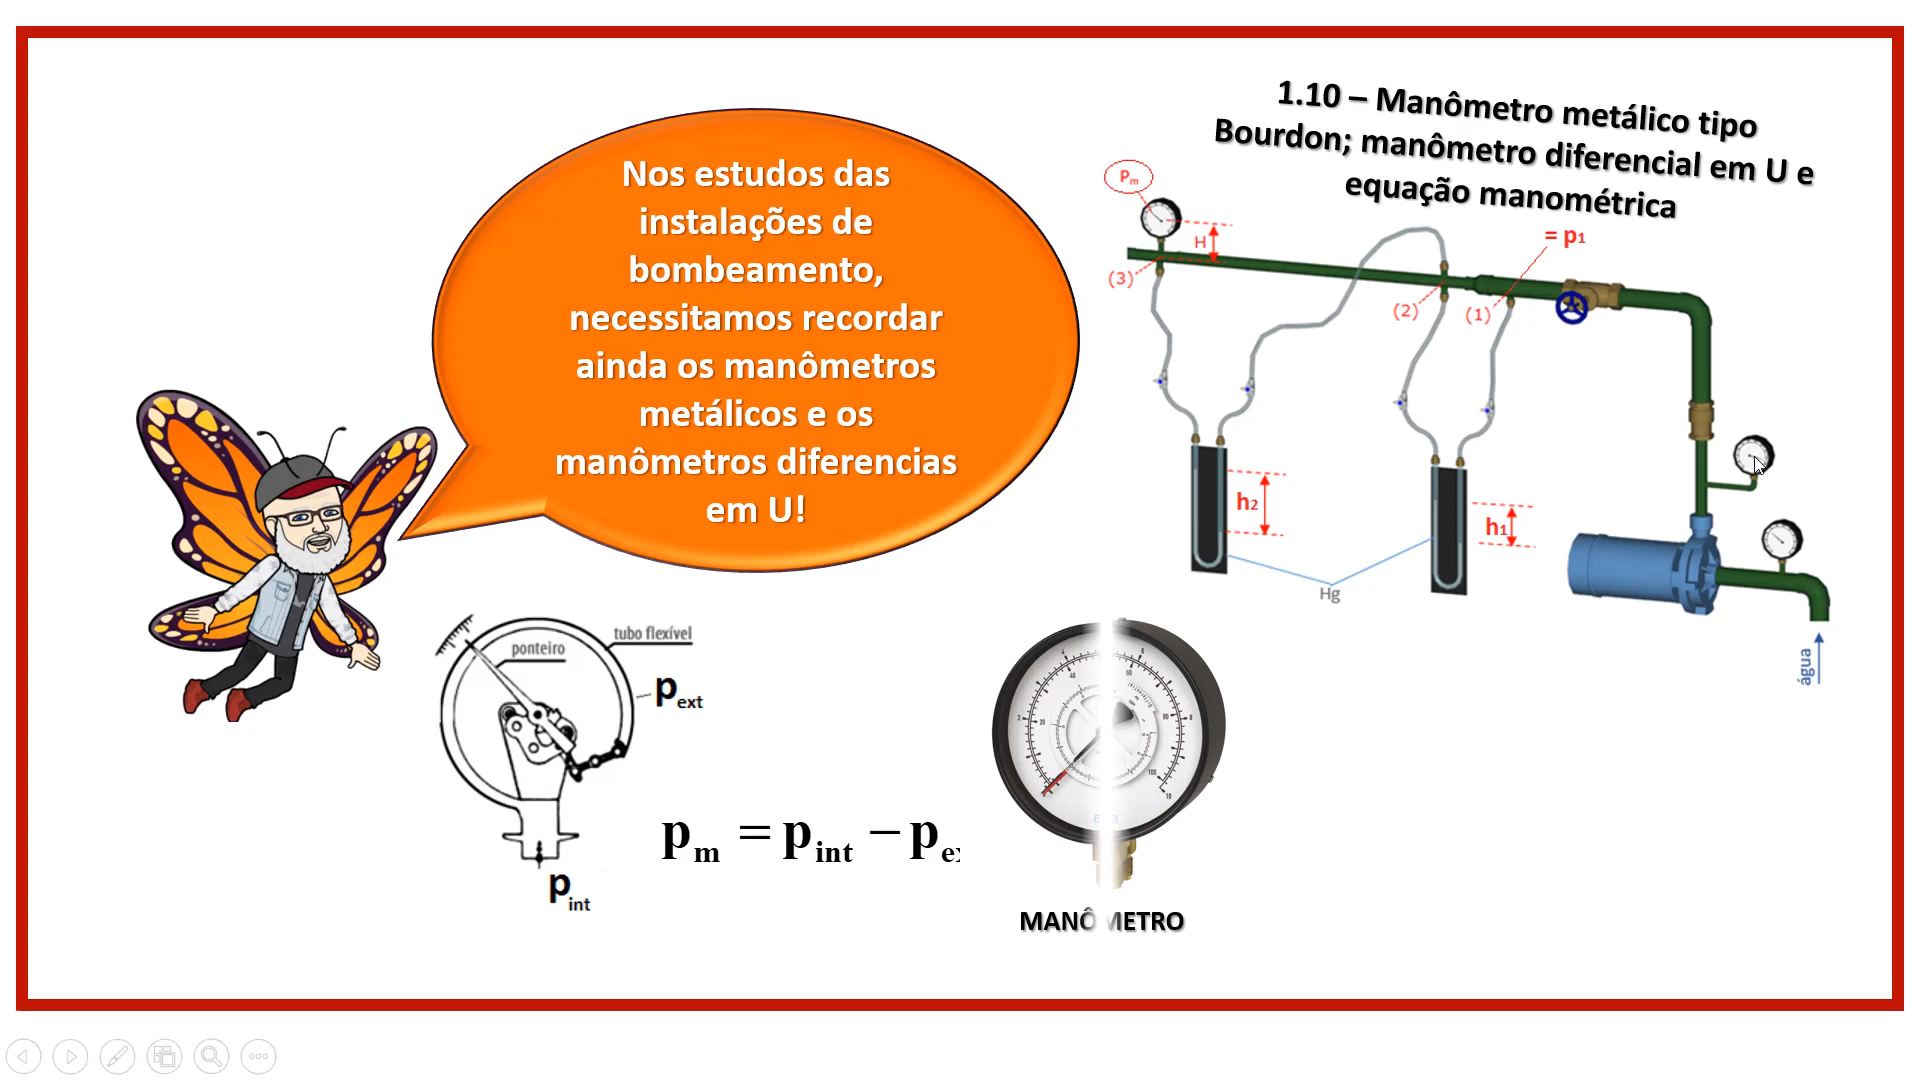 1.10 – Manômetro metálico tipo
Bourdon; manômetro diferencial em U e
equação manométrica
Nos estudos das
instalações de
bombeamento,
necessitamos recordar
ainda os manômetros
metálicos e os
manômetros diferencias
em U!
Pm
H
= p1
(3)
(2)
(1)
h2
h1
Hg
água
tubo flexível
ponteiro
pext
pint
pm = pint – pe
MANÔMETRO